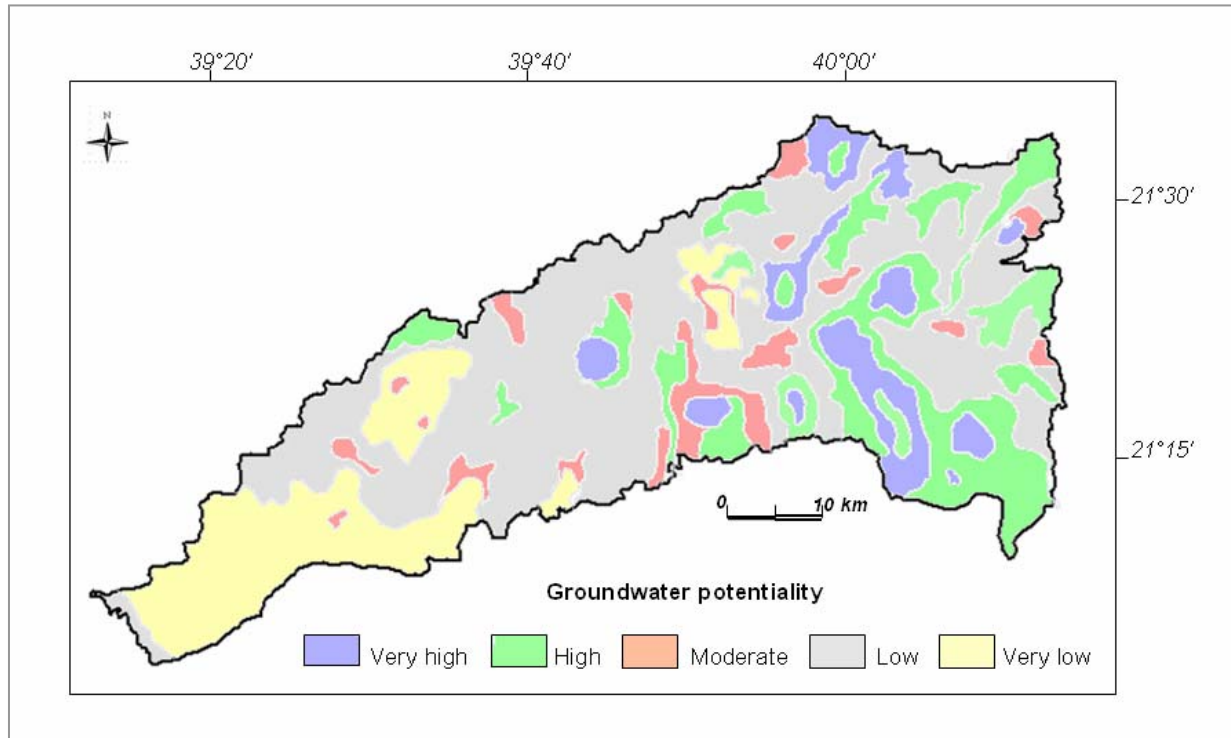 39°20′ 39°40′ 40°00′
N
21°30′
21°15′
0 10 km
Groundwater potentiality
Very high High Moderate Low Very low